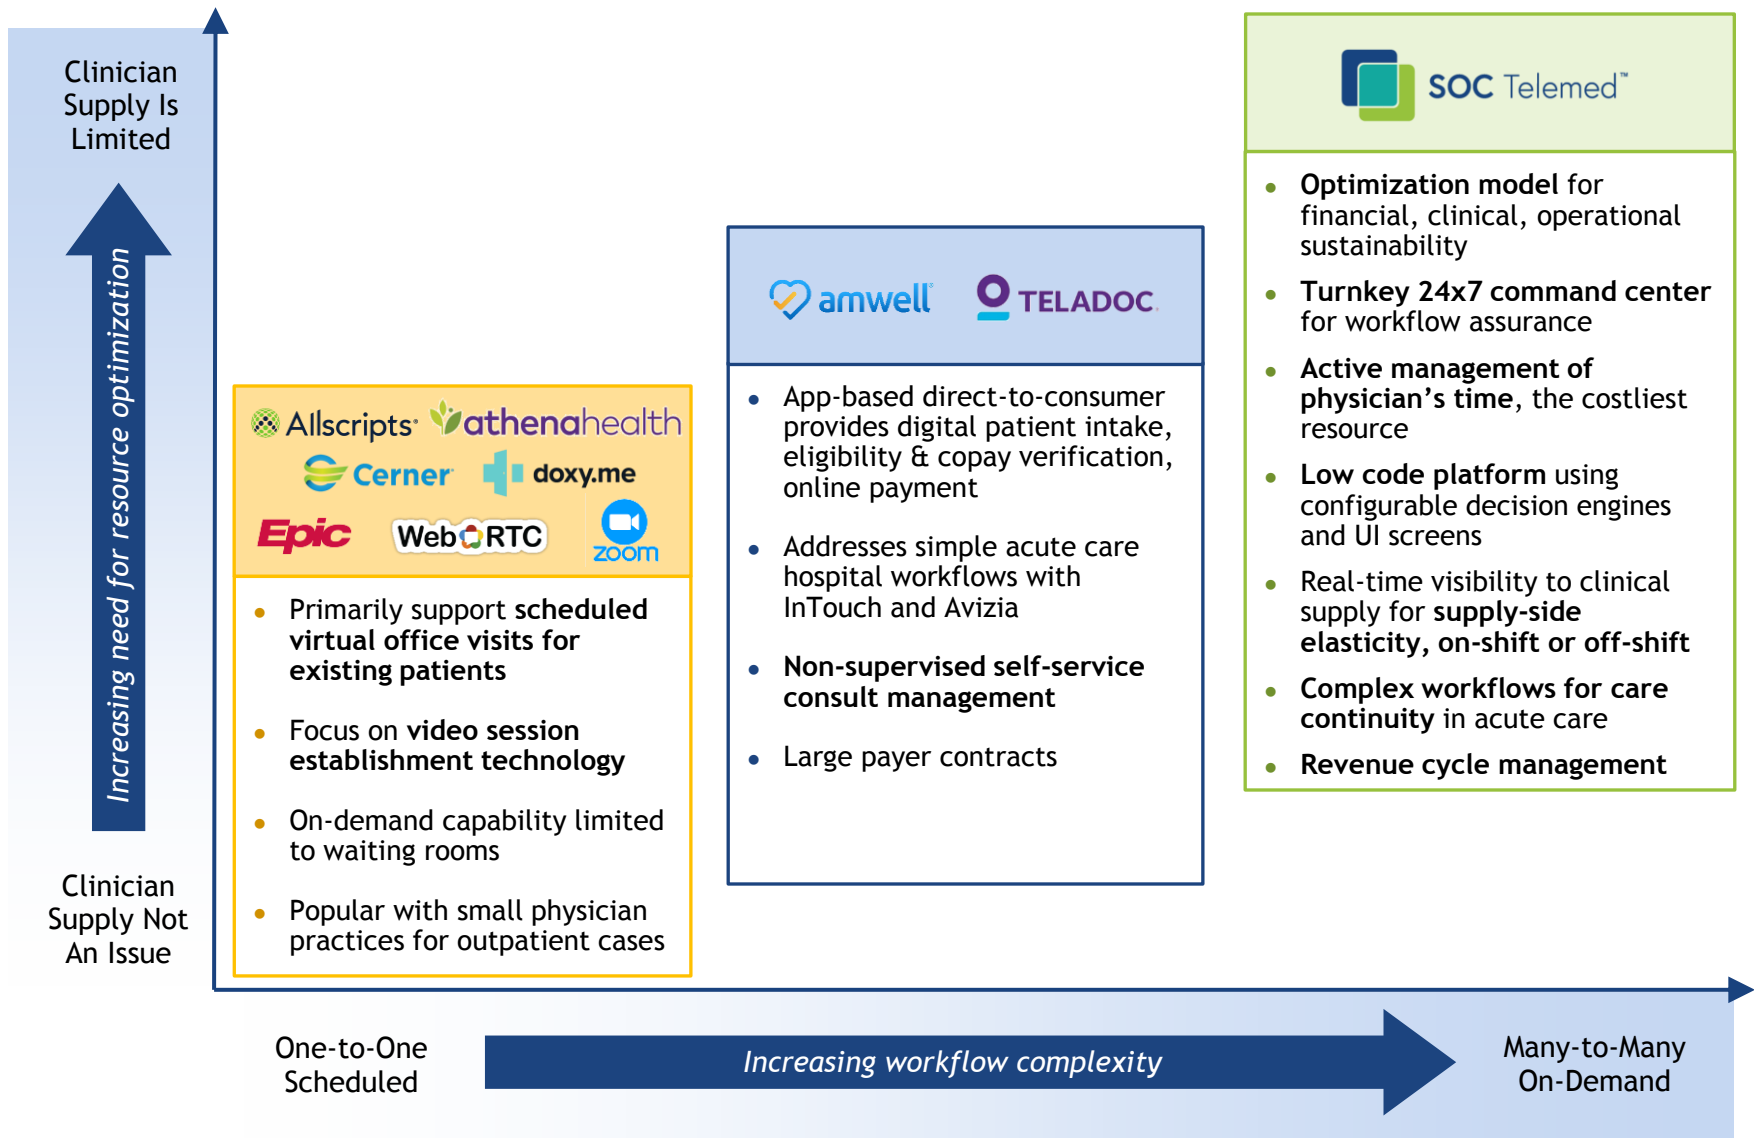 Clinician
Supply Is
Limited
Increasing need for resource optimization
Clinician
Supply Not
An Issue
Allscripts
athenahealth
Cerner
doxy.me
Epic
WebRTC
zoom
• Primarily support scheduled
virtual office visits for
existing patients
• Focus on video session
establishment technology
• On-demand capability limited
to waiting rooms
• Popular with small physician
practices for outpatient cases
amwell
TELADOC
• App-based direct-to-consumer
provides digital patient intake,
eligibility & copay verification,
online payment
• Addresses simple acute care
hospital workflows with
InTouch and Avizia
• Non-supervised self-service
consult management
• Large payer contracts
SOC Telemed™
• Optimization model for
financial, clinical, operational
sustainability
• Turnkey 24x7 command center
for workflow assurance
• Active management of
physician’s time, the costliest
resource
• Low code platform using
configurable decision engines
and UI screens
• Real-time visibility to clinical
supply for supply-side
elasticity, on-shift or off-shift
• Complex workflows for care
continuity in acute care
• Revenue cycle management
One-to-One
Scheduled
Increasing workflow complexity
Many-to-Many
On-Demand